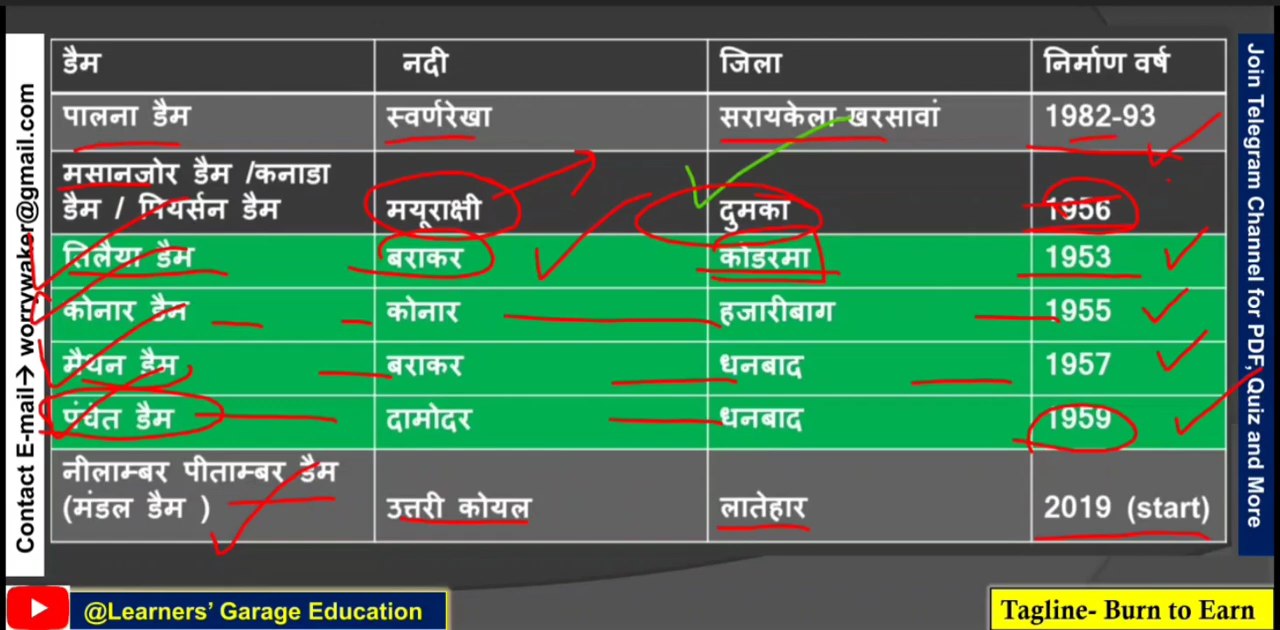 डैम नदी जिला निर्माण वर्ष
पालना डैम स्वर्णरेखा सरायकेला खरसावां 1982-93
मसानजोर डैम /कनाडा
डैम / पियर्सन डैम मयूराक्षी दुमका 1956
तिलैया डैम बराकर कोडरमा 1953
कोनार डैम कोनार हजारीबाग 1955
मैथन डैम बराकर धनबाद 1957
पंचेत डैम दामोदर धनबाद 1959
नीलाम्बर पीताम्बर डैम
(मंडल डैम ) उत्तरी कोयल लातेहार 2019 (start)
Contact E-mail→ worrywaker@gmail.com
Join Telegram Channel for PDF, Quiz and More
@Learners’ Garage Education
Tagline- Burn to Earn